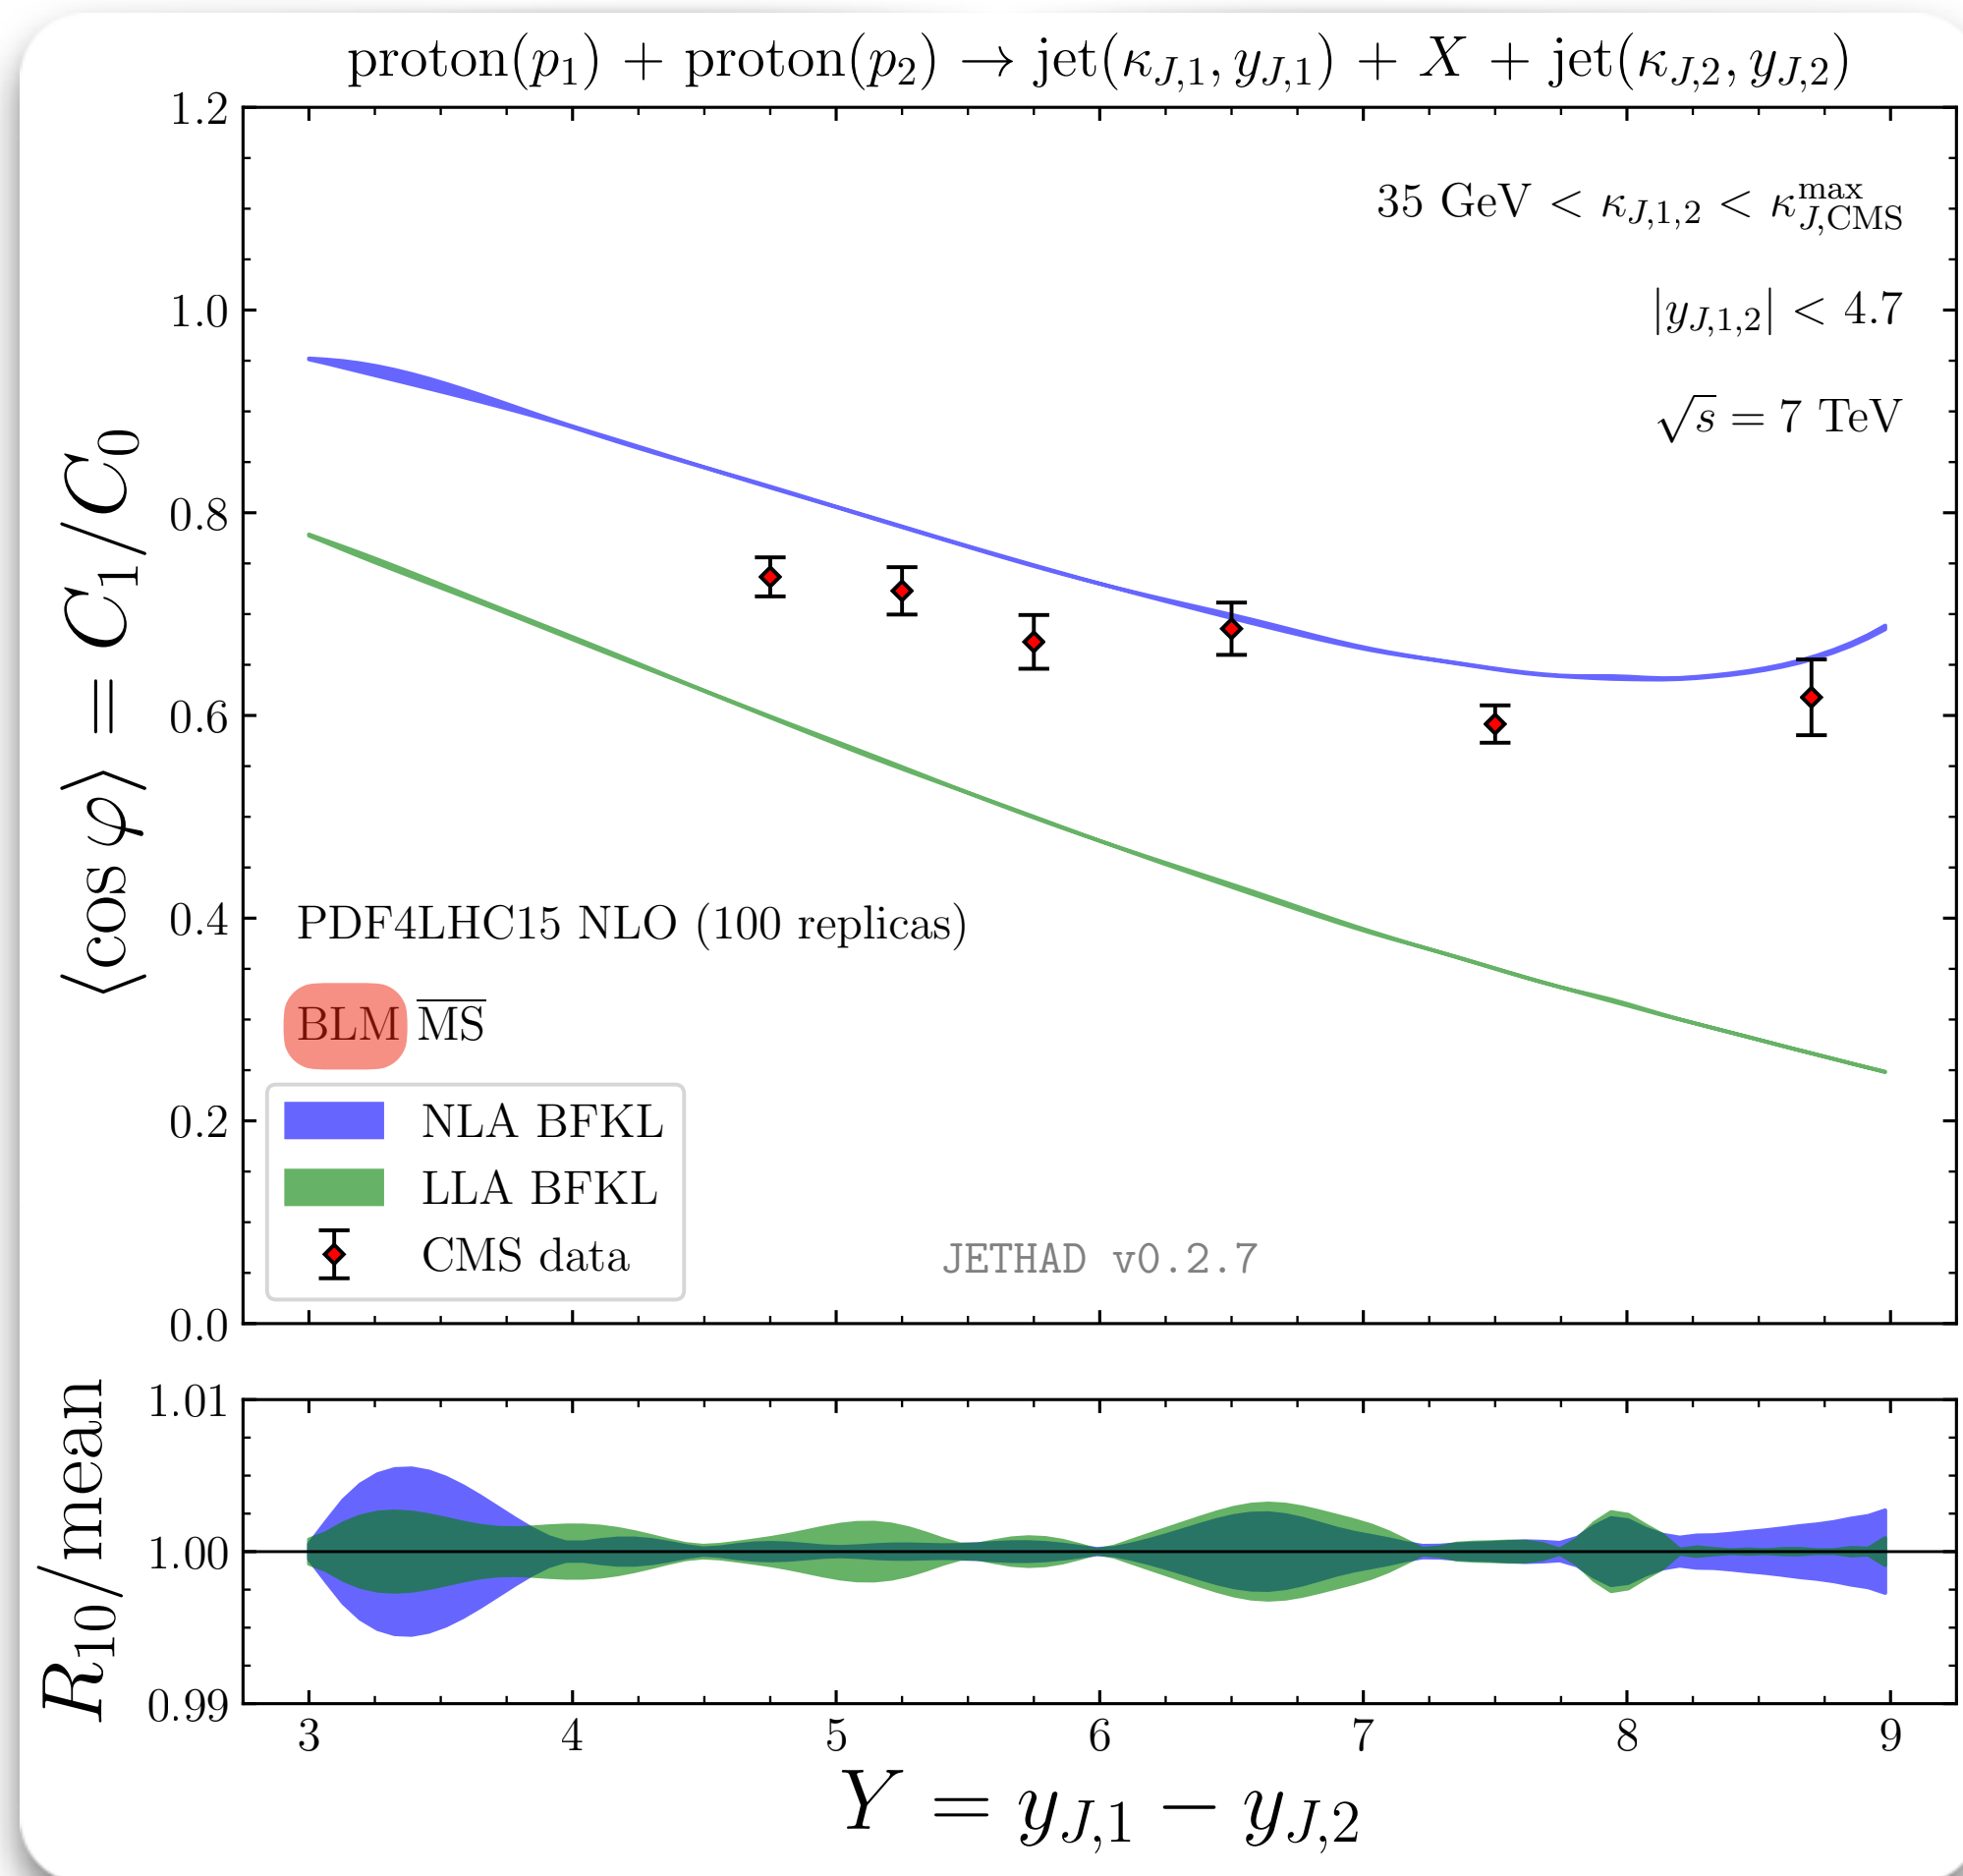 proton(p₁) + proton(p₂) → jet(κ_{J,1}, y_{J,1}) + X + jet(κ_{J,2}, y_{J,2})
⟨cos φ⟩ = C₁/C₀
1.2
1.0
0.8
0.6
0.4
0.2
0.0
35 GeV < κ_{J,1,2} < κ^{max}_{J,CMS}
|y_{J,1,2}| < 4.7
√s = 7 TeV
PDF4LHC15 NLO (100 replicas)
BLM M̅S̅
NLA BFKL
LLA BFKL
CMS data
JETHAD v0.2.7
R₁₀/mean
1.01
1.00
0.99
3 4 5 6 7 8 9
Y = y_{J,1} − y_{J,2}